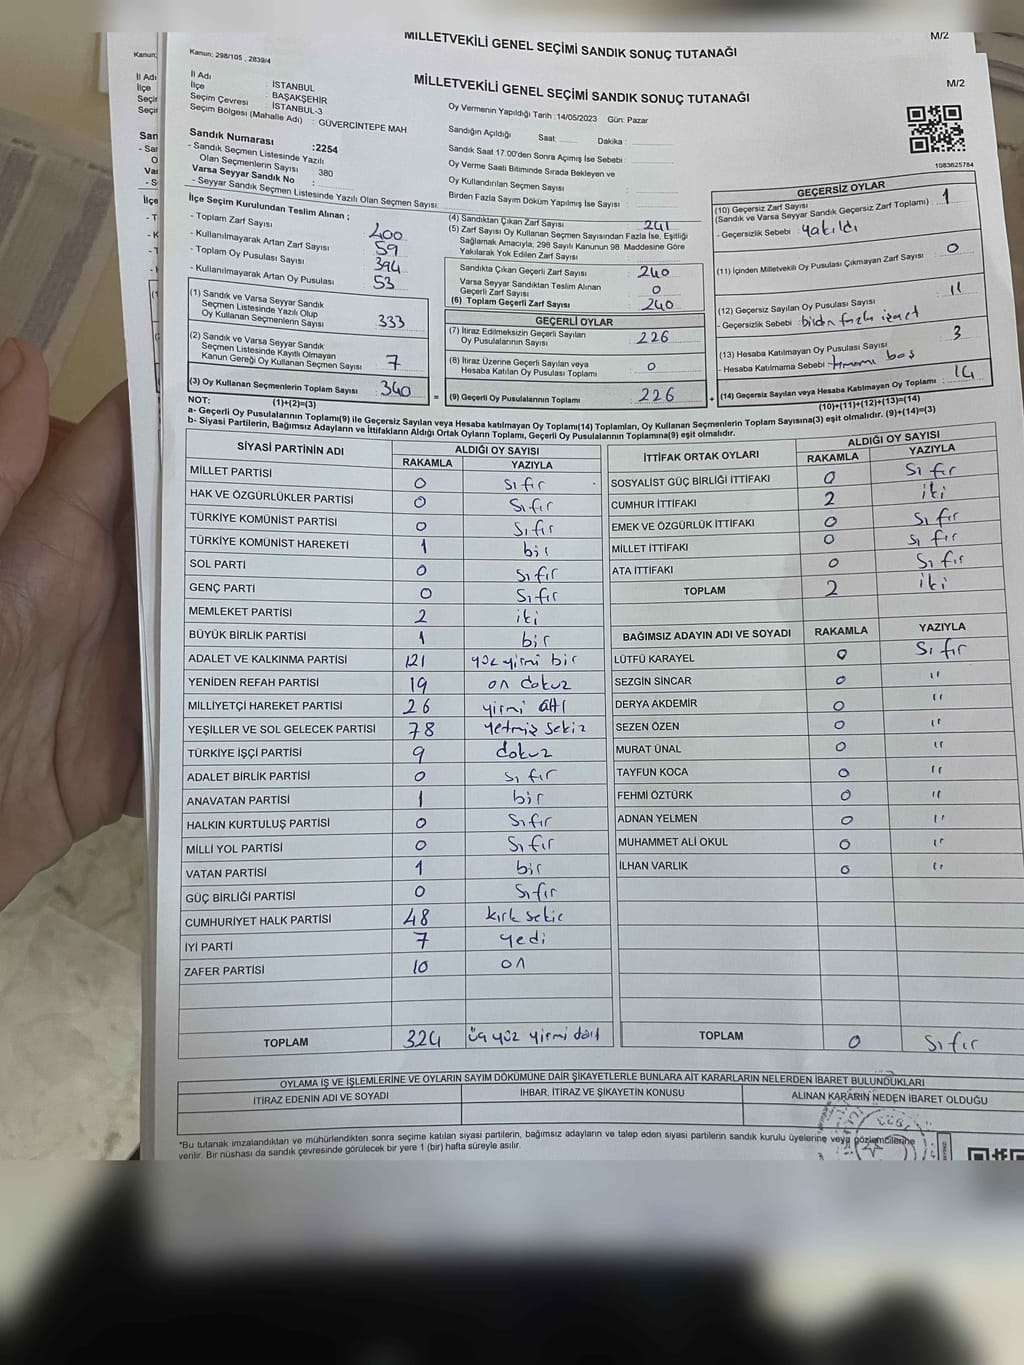 MİLLETVEKİLİ GENEL SEÇİMİ SANDIK SONUÇ TUTANAĞI
M/2
Kanun:
İl Adı
İlçe
Kanun: 298/105 , 2839/4
MİLLETVEKİLİ GENEL SEÇİMİ SANDIK SONUÇ TUTANAĞI
M/2
İl Adı : İSTANBUL
İlçe : BAŞAKŞEHİR
Seçim Çevresi : İSTANBUL-3
Seçim Bölgesi (Mahalle Adı) : GÜVERCİNTEPE MAH
Sandık Numarası :2254
- Sandık Seçmen Listesinde Yazılı
Olan Seçmenlerin Sayısı : 380
Varsa Seyyar Sandık No :
- Seyyar Sandık Seçmen Listesinde Yazılı Olan Seçmen Sayısı:
Oy Vermenin Yapıldığı Tarih :14/05/2023 Gün: Pazar
Sandığın Açıldığı Saat: Dakika :
Sandık Saat 17.00'den Sonra Açımış İse Sebebi :
Oy Verme Saati Bitiminde Sırada Bekleyen ve
Oy Kullandırılan Seçmen Sayısı :
Birden Fazla Sayım Döküm Yapılmış İse Sayısı :
1083625784
İlçe Seçim Kurulundan Teslim Alınan ;
- Toplam Zarf Sayısı 400
- Kullanılmayarak Artan Zarf Sayısı 59
- Toplam Oy Pusulası Sayısı 394
- Kullanılmayarak Artan Oy Pusulası 53
(1) Sandık ve Varsa Seyyar Sandık
Seçmen Listesinde Yazılı Olup
Oy Kullanan Seçmenlerin Sayısı 333
(2) Sandık ve Varsa Seyyar Sandık
Seçmen Listesinde Kayıtlı Olmayan
Kanun Gereği Oy Kullanan Seçmen Sayısı 7
(3) Oy Kullanan Seçmenlerin Toplam Sayısı : 340
(1)+(2)=(3)
(4) Sandıktan Çıkan Zarf Sayısı : 241
(5) Zarf Sayısı Oy Kullanan Seçmen Sayısından Fazla İse, Eşitliği
Sağlamak Amacıyla, 298 Sayılı Kanunun 98. Maddesine Göre
Yakılarak Yok Edilen Zarf Sayısı :
Sandıkta Çıkan Geçerli Zarf Sayısı : 240
Varsa Seyyar Sandıktan Teslim Alınan
Geçerli Zarf Sayısı : 0
(6) Toplam Geçerli Zarf Sayısı : 240
GEÇERLİ OYLAR
(7) İtiraz Edilmeksizin Geçerli Sayılan
Oy Pusulalarının Sayısı : 226
(8) İtiraz Üzerine Geçerli Sayılan veya
Hesaba Katılan Oy Pusulası Toplamı : 0
= (9) Geçerli Oy Pusulalarının Toplamı : 226 +
GEÇERSİZ OYLAR
(10) Geçersiz Zarf Sayısı
(Sandık ve Varsa Seyyar Sandık Geçersiz Zarf Toplamı) : 1
- Geçersizlik Sebebi : Yakıldı
(11) İçinden Milletvekili Oy Pusulası Çıkmayan Zarf Sayısı : 0
(12) Geçersiz Sayılan Oy Pusulası Sayısı : 11
- Geçersizlik Sebebi : birden fazla işaret
(13) Hesaba Katılmayan Oy Pusulası Sayısı : 3
- Hesaba Katılmama Sebebi : tmamı boş
(14) Geçersiz Sayılan veya Hesaba Katılmayan Oy Toplamı : 14
(10)+(11)+(12)+(13)=(14)
NOT:
a- Geçerli Oy Pusulalarının Toplamı(9) ile Geçersiz Sayılan veya Hesaba katılmayan Oy Toplamı(14) Toplamları, Oy Kullanan Seçmenlerin Toplam Sayısına(3) eşit olmalıdır. (9)+(14)=(3)
b- Siyasi Partilerin, Bağımsız Adayların ve İttifakların Aldığı Ortak Oyların Toplamı, Geçerli Oy Pusulalarının Toplamına(9) eşit olmalıdır.
SİYASİ PARTİNİN ADI ALDIĞI OY SAYISI
RAKAMLA YAZIYLA
MİLLET PARTİSİ 0 sıfır
HAK VE ÖZGÜRLÜKLER PARTİSİ 0 sıfır
TÜRKİYE KOMÜNİST PARTİSİ 0 sıfır
TÜRKİYE KOMÜNİST HAREKETİ 1 bir
SOL PARTİ 0 sıfır
GENÇ PARTİ 0 sıfır
MEMLEKET PARTİSİ 2 iki
BÜYÜK BİRLİK PARTİSİ 1 bir
ADALET VE KALKINMA PARTİSİ 121 yüz yirmi bir
YENİDEN REFAH PARTİSİ 19 on dokuz
MİLLİYETÇİ HAREKET PARTİSİ 26 yirmi altı
YEŞİLLER VE SOL GELECEK PARTİSİ 78 yetmiş sekiz
TÜRKİYE İŞÇİ PARTİSİ 9 dokuz
ADALET BİRLİK PARTİSİ 0 sıfır
ANAVATAN PARTİSİ 1 bir
HALKIN KURTULUŞ PARTİSİ 0 sıfır
MİLLİ YOL PARTİSİ 0 sıfır
VATAN PARTİSİ 1 bir
GÜÇ BİRLİĞİ PARTİSİ 0 sıfır
CUMHURİYET HALK PARTİSİ 48 kırk sekiz
İYİ PARTİ 7 yedi
ZAFER PARTİSİ 10 on
TOPLAM 324 üç yüz yirmi dört
İTTİFAK ORTAK OYLARI ALDIĞI OY SAYISI
RAKAMLA YAZIYLA
SOSYALİST GÜÇ BİRLİĞİ İTTİFAKI 0 sıfır
CUMHUR İTTİFAKI 2 iki
EMEK VE ÖZGÜRLÜK İTTİFAKI 0 sıfır
MİLLET İTTİFAKI 0 sıfır
ATA İTTİFAKI 0 sıfır
TOPLAM 2 iki
BAĞIMSIZ ADAYIN ADI VE SOYADI RAKAMLA YAZIYLA
LÜTFÜ KARAYEL 0 sıfır
SEZGİN SİNCAR 0 "
DERYA AKDEMİR 0 "
SEZEN ÖZEN 0 "
MURAT ÜNAL 0 "
TAYFUN KOCA 0 "
FEHMİ ÖZTÜRK 0 "
ADNAN YELMEN 0 "
MUHAMMET ALİ OKUL 0 "
İLHAN VARLIK 0 "
TOPLAM 0 sıfır
OYLAMA İŞ VE İŞLEMLERİNE VE OYLARIN SAYIM DÖKÜMÜNE DAİR ŞİKAYETLERLE BUNLARA AİT KARARLARIN NELERDEN İBARET BULUNDUKLARI
İTİRAZ EDENİN ADI VE SOYADI İHBAR, İTİRAZ VE ŞİKAYETİN KONUSU ALINAN KARARIN NEDEN İBARET OLDUĞU
*Bu tutanak imzalandıktan ve mühürlendikten sonra seçime katılan siyasi partilerin, bağımsız adayların ve talep eden siyasi partilerin sandık kurulu üyelerine veya gözlemcilerine
verilir. Bir nüshası da sandık çevresinde görülecek bir yere 1 (bir) hafta süreyle asılır.